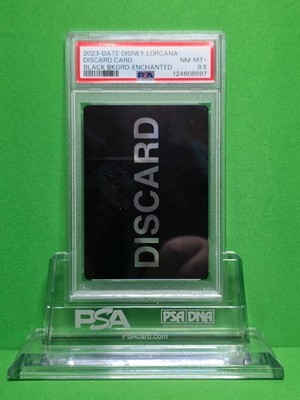 2023-DATE DISNEY LORCANA
DISCARD CARD NM-MT+
BLACK BKGRD-ENCHANTED 8.5
PSA 124608597
DISCARD
PSA PSA/DNA
PSAcard.com